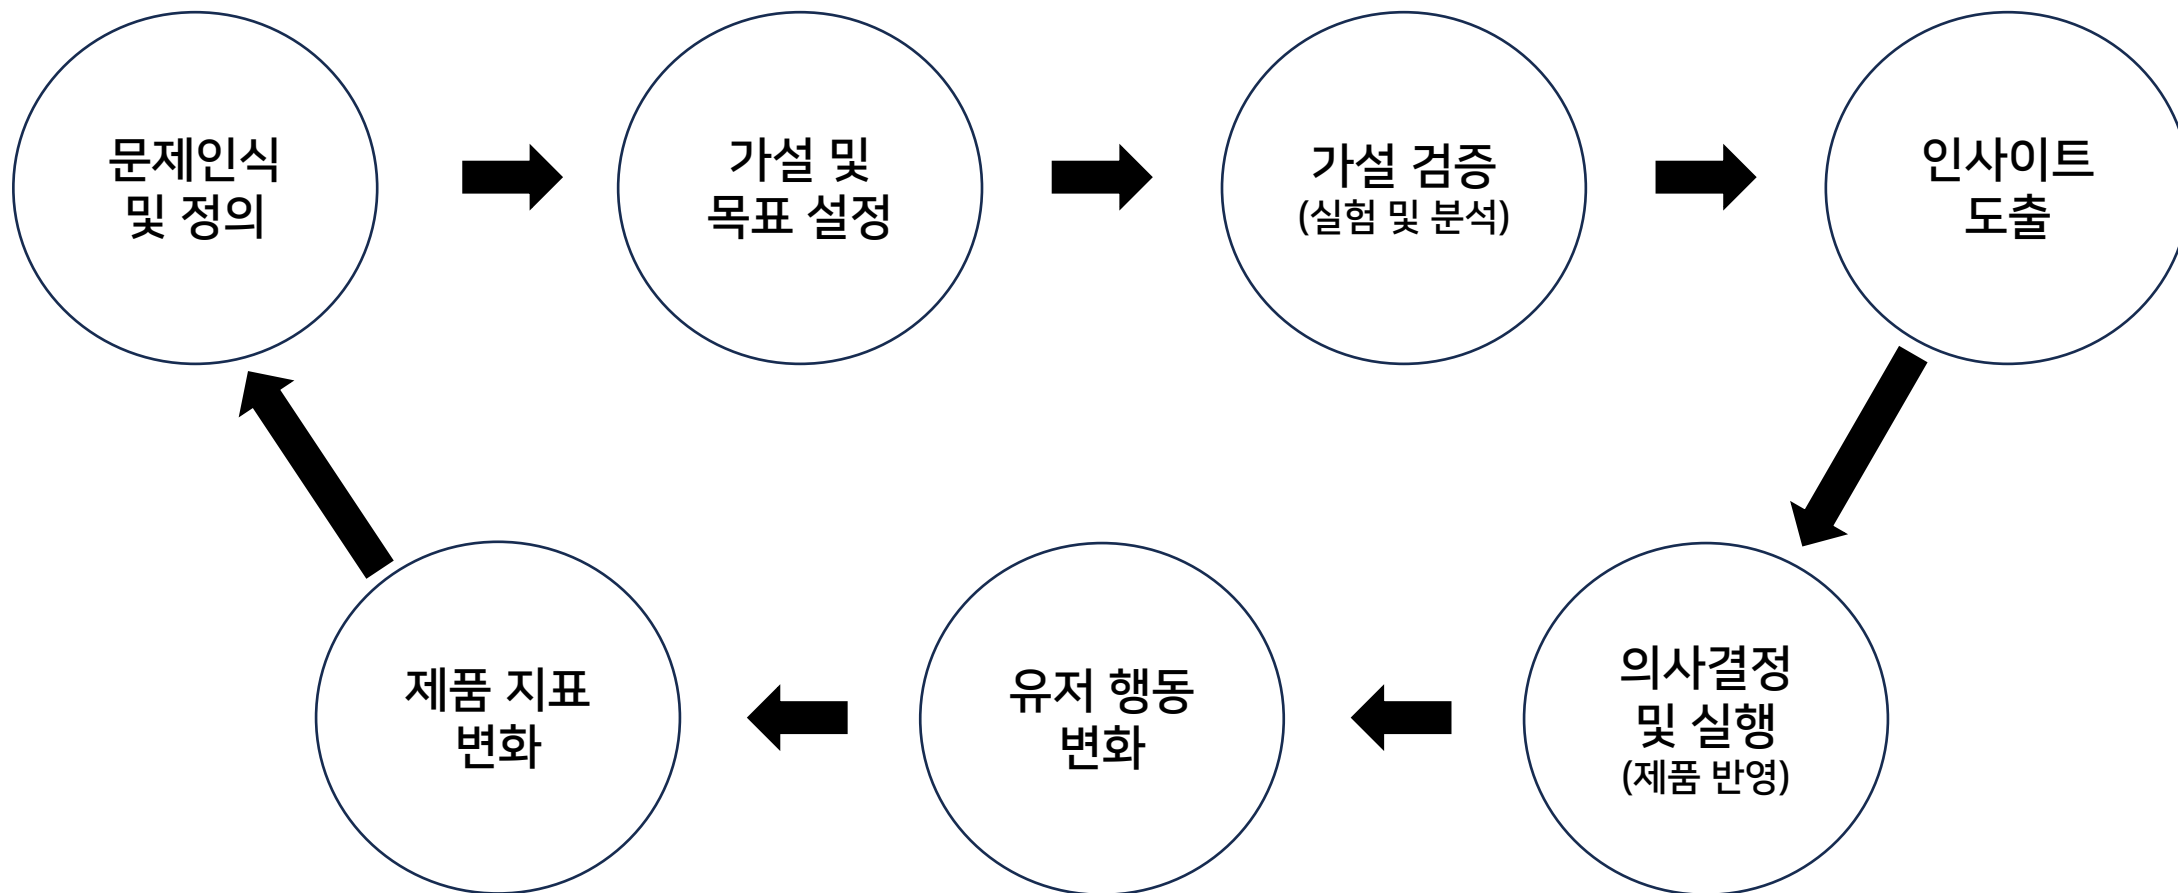 문제인식
및 정의
가설 및
목표 설정
가설 검증
(실험 및 분석)
인사이트
도출
의사결정
및 실행
(제품 반영)
유저 행동
변화
제품 지표
변화